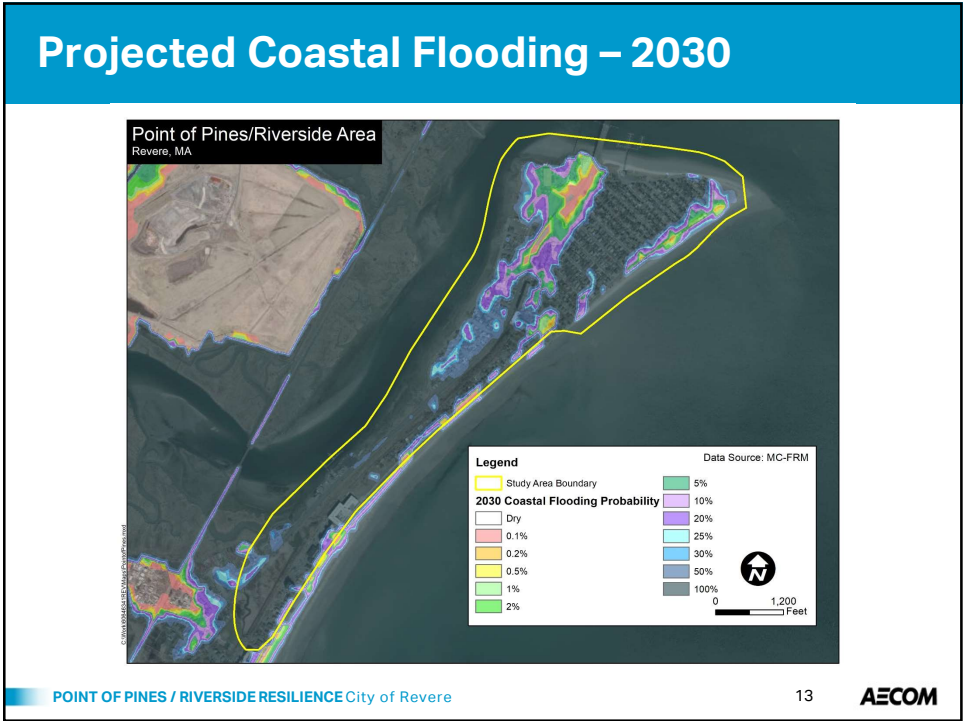 Projected Coastal Flooding – 2030
Point of Pines/Riverside Area
Revere, MA
Legend
Data Source: MC-FRM
Study Area Boundary
2030 Coastal Flooding Probability
Dry
0.1%
0.2%
0.5%
1%
2%
5%
10%
20%
25%
30%
50%
100%
N
0 1,200
Feet
POINT OF PINES / RIVERSIDE RESILIENCE City of Revere
13
AECOM